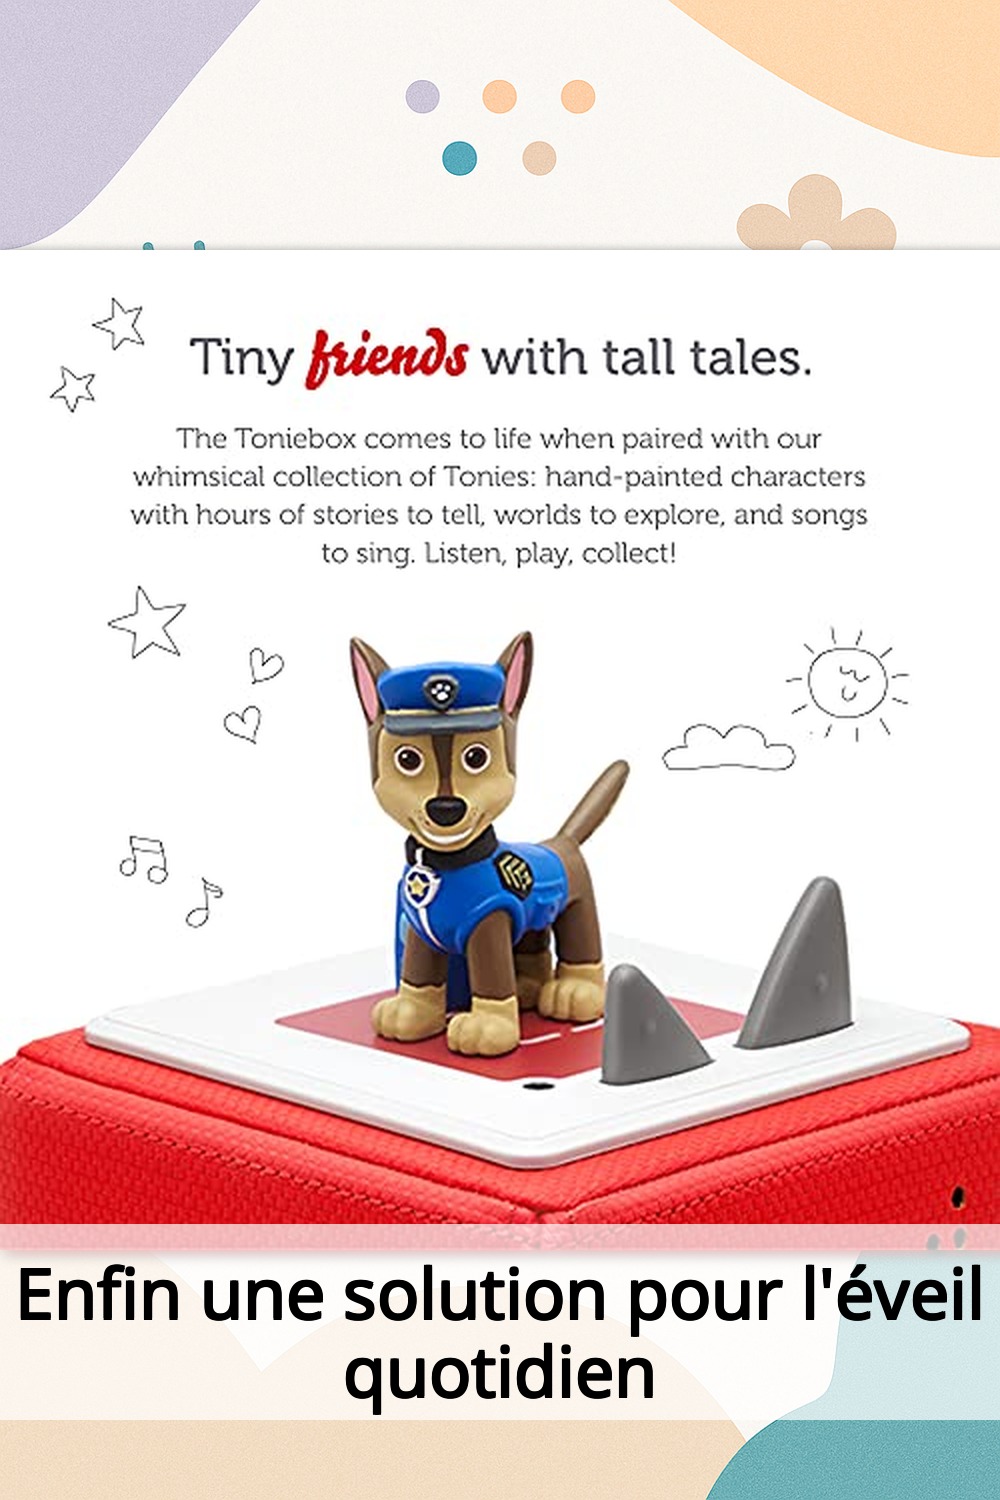 Tiny friends with tall tales.
The Toniebox comes to life when paired with our
whimsical collection of Tonies: hand-painted characters
with hours of stories to tell, worlds to explore, and songs
to sing. Listen, play, collect!
Enfin une solution pour l'éveil
quotidien